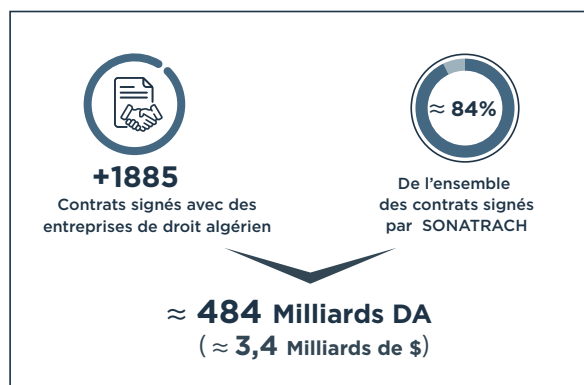 +1885
Contrats signés avec des
entreprises de droit algérien
≈ 84%
De l'ensemble
des contrats signés
par SONATRACH
≈ 484 Milliards DA
(≈ 3,4 Milliards de $)